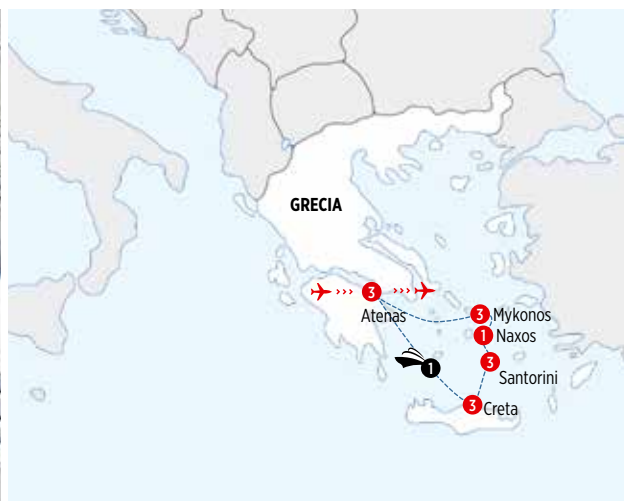 GRECIA
3
Atenas
3 Mykonos
1 Naxos
3
Santorini
1
3 Creta